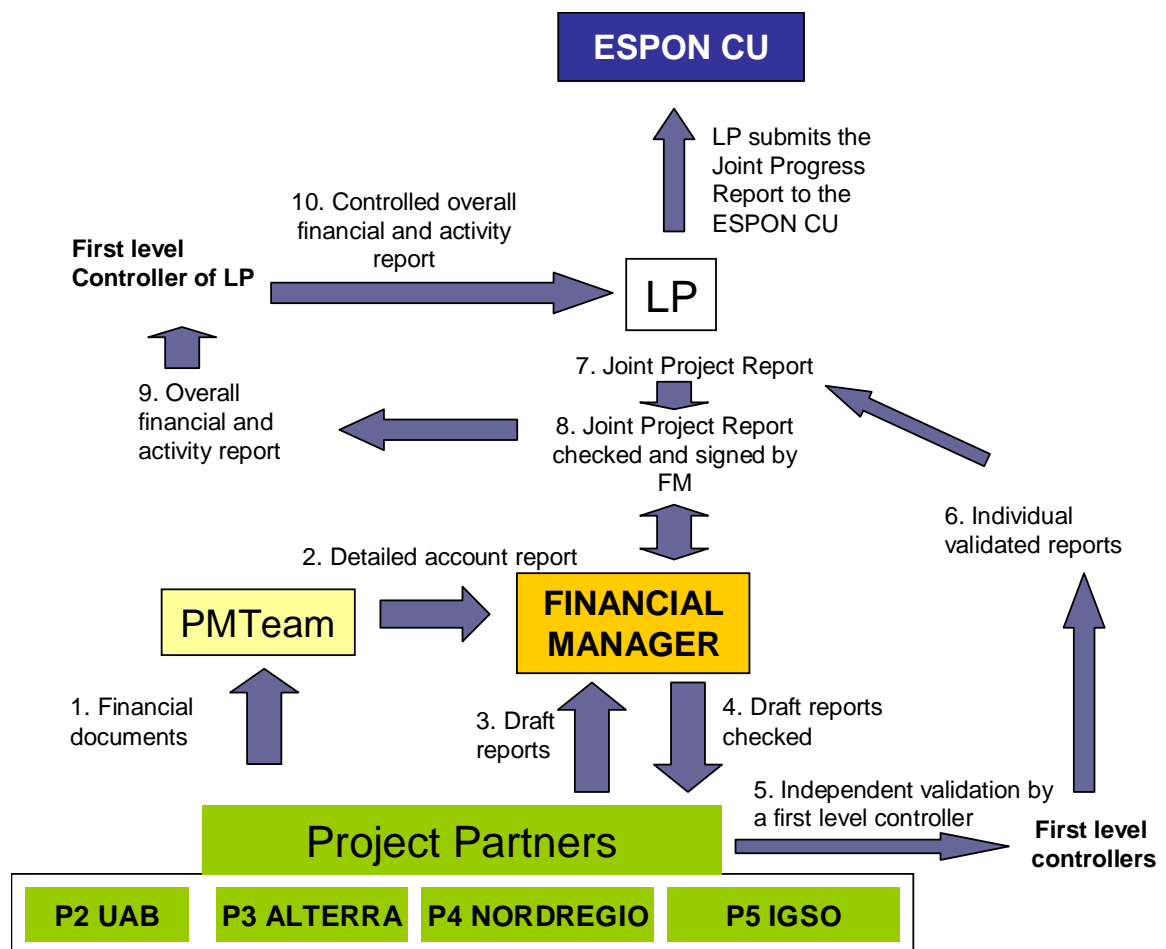 ESPON CU
LP submits the
Joint Progress
Report to the
ESPON CU
10. Controlled overall
financial and activity
report
First level
Controller of LP
LP
7. Joint Project Report
9. Overall
financial and
activity report
8. Joint Project Report
checked and signed by
FM
6. Individual
validated reports
2. Detailed account report
PMTeam
FINANCIAL
MANAGER
1. Financial
documents
3. Draft
reports
4. Draft reports
checked
5. Independent validation by
a first level controller
First level
controllers
Project Partners
P2 UAB
P3 ALTERRA
P4 NORDREGIO
P5 IGSO